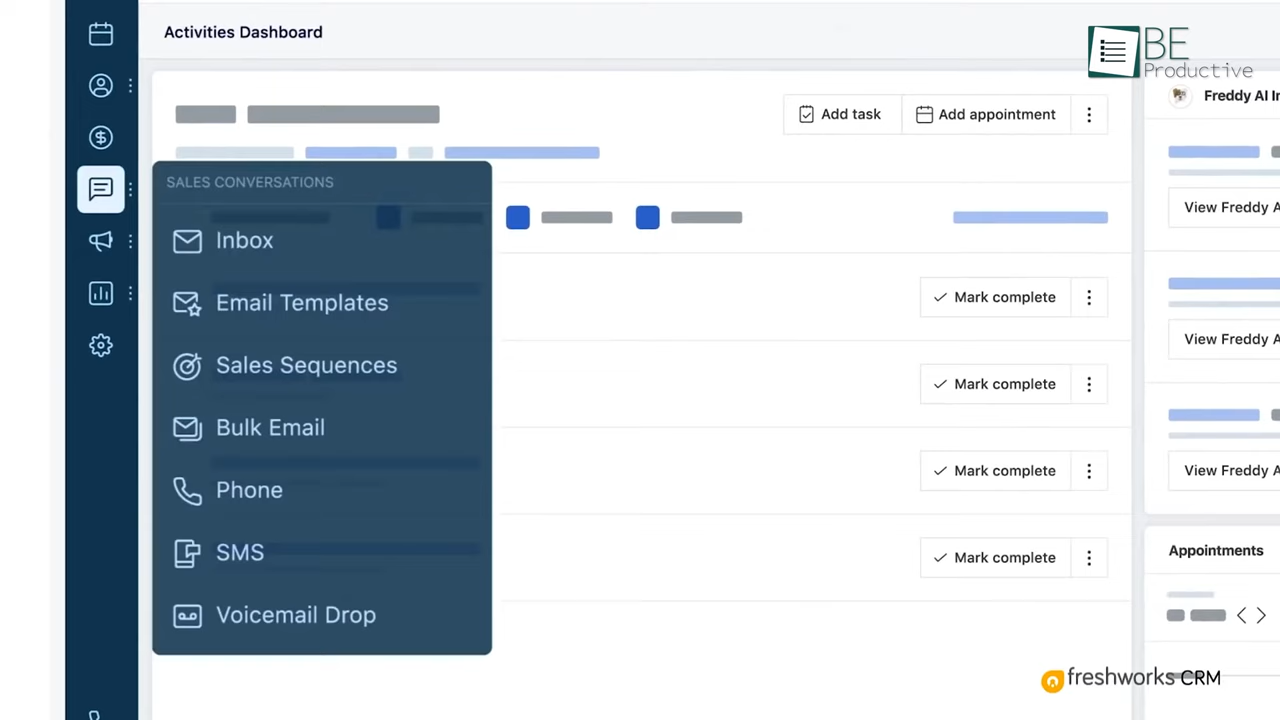 Activities Dashboard
BE
Productive
Freddy AI
Add task
Add appointment
SALES CONVERSATIONS
Inbox
Email Templates
Sales Sequences
Bulk Email
Phone
SMS
Voicemail Drop
Mark complete
Mark complete
Mark complete
Mark complete
View Freddy
View Freddy
View Freddy
Appointments
freshworks CRM